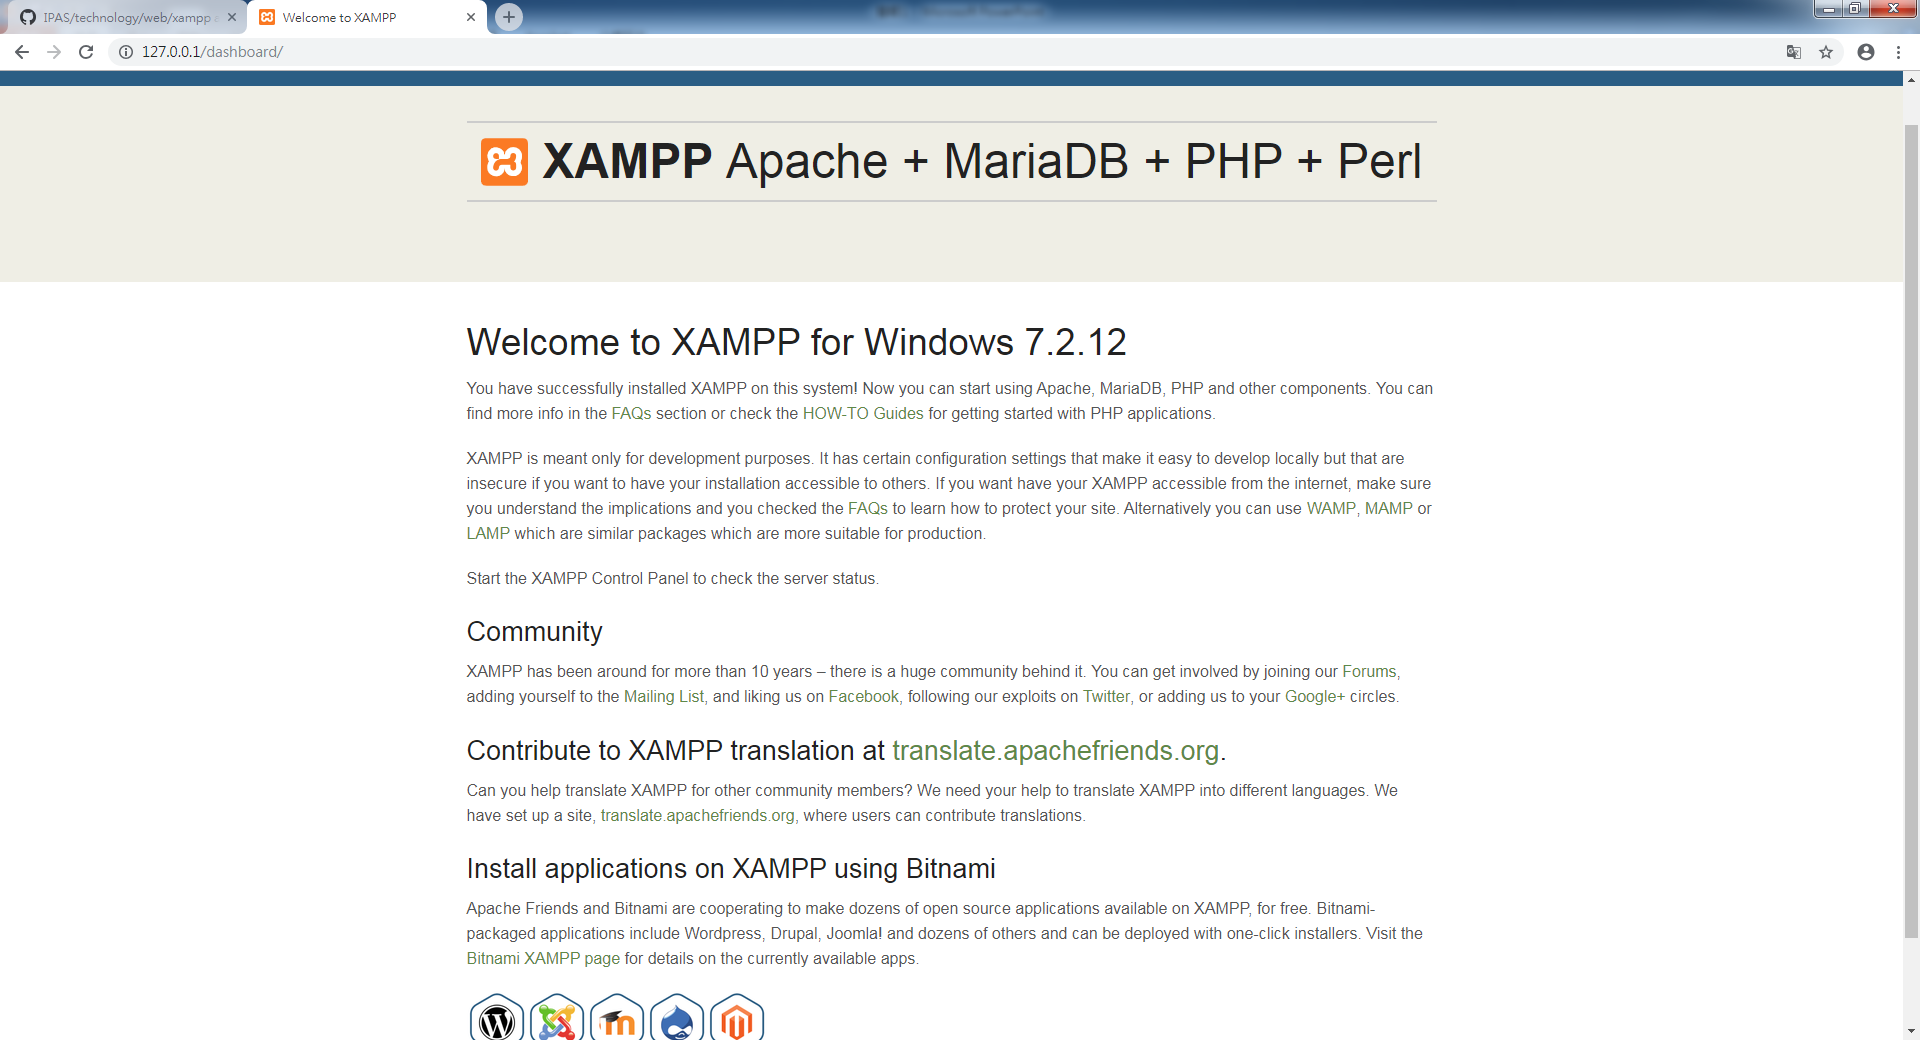 IPAS/technology/web/xampp
Welcome to XAMPP
127.0.0.1/dashboard/
XAMPP Apache + MariaDB + PHP + Perl
Welcome to XAMPP for Windows 7.2.12
You have successfully installed XAMPP on this system! Now you can start using Apache, MariaDB, PHP and other components. You can
find more info in the FAQs section or check the HOW-TO Guides for getting started with PHP applications.
XAMPP is meant only for development purposes. It has certain configuration settings that make it easy to develop locally but that are
insecure if you want to have your installation accessible to others. If you want have your XAMPP accessible from the internet, make sure
you understand the implications and you checked the FAQs to learn how to protect your site. Alternatively you can use WAMP, MAMP or
LAMP which are similar packages which are more suitable for production.
Start the XAMPP Control Panel to check the server status.
Community
XAMPP has been around for more than 10 years – there is a huge community behind it. You can get involved by joining our Forums,
adding yourself to the Mailing List, and liking us on Facebook, following our exploits on Twitter, or adding us to your Google+ circles.
Contribute to XAMPP translation at translate.apachefriends.org.
Can you help translate XAMPP for other community members? We need your help to translate XAMPP into different languages. We
have set up a site, translate.apachefriends.org, where users can contribute translations.
Install applications on XAMPP using Bitnami
Apache Friends and Bitnami are cooperating to make dozens of open source applications available on XAMPP, for free. Bitnami-
packaged applications include Wordpress, Drupal, Joomla! and dozens of others and can be deployed with one-click installers. Visit the
Bitnami XAMPP page for details on the currently available apps.